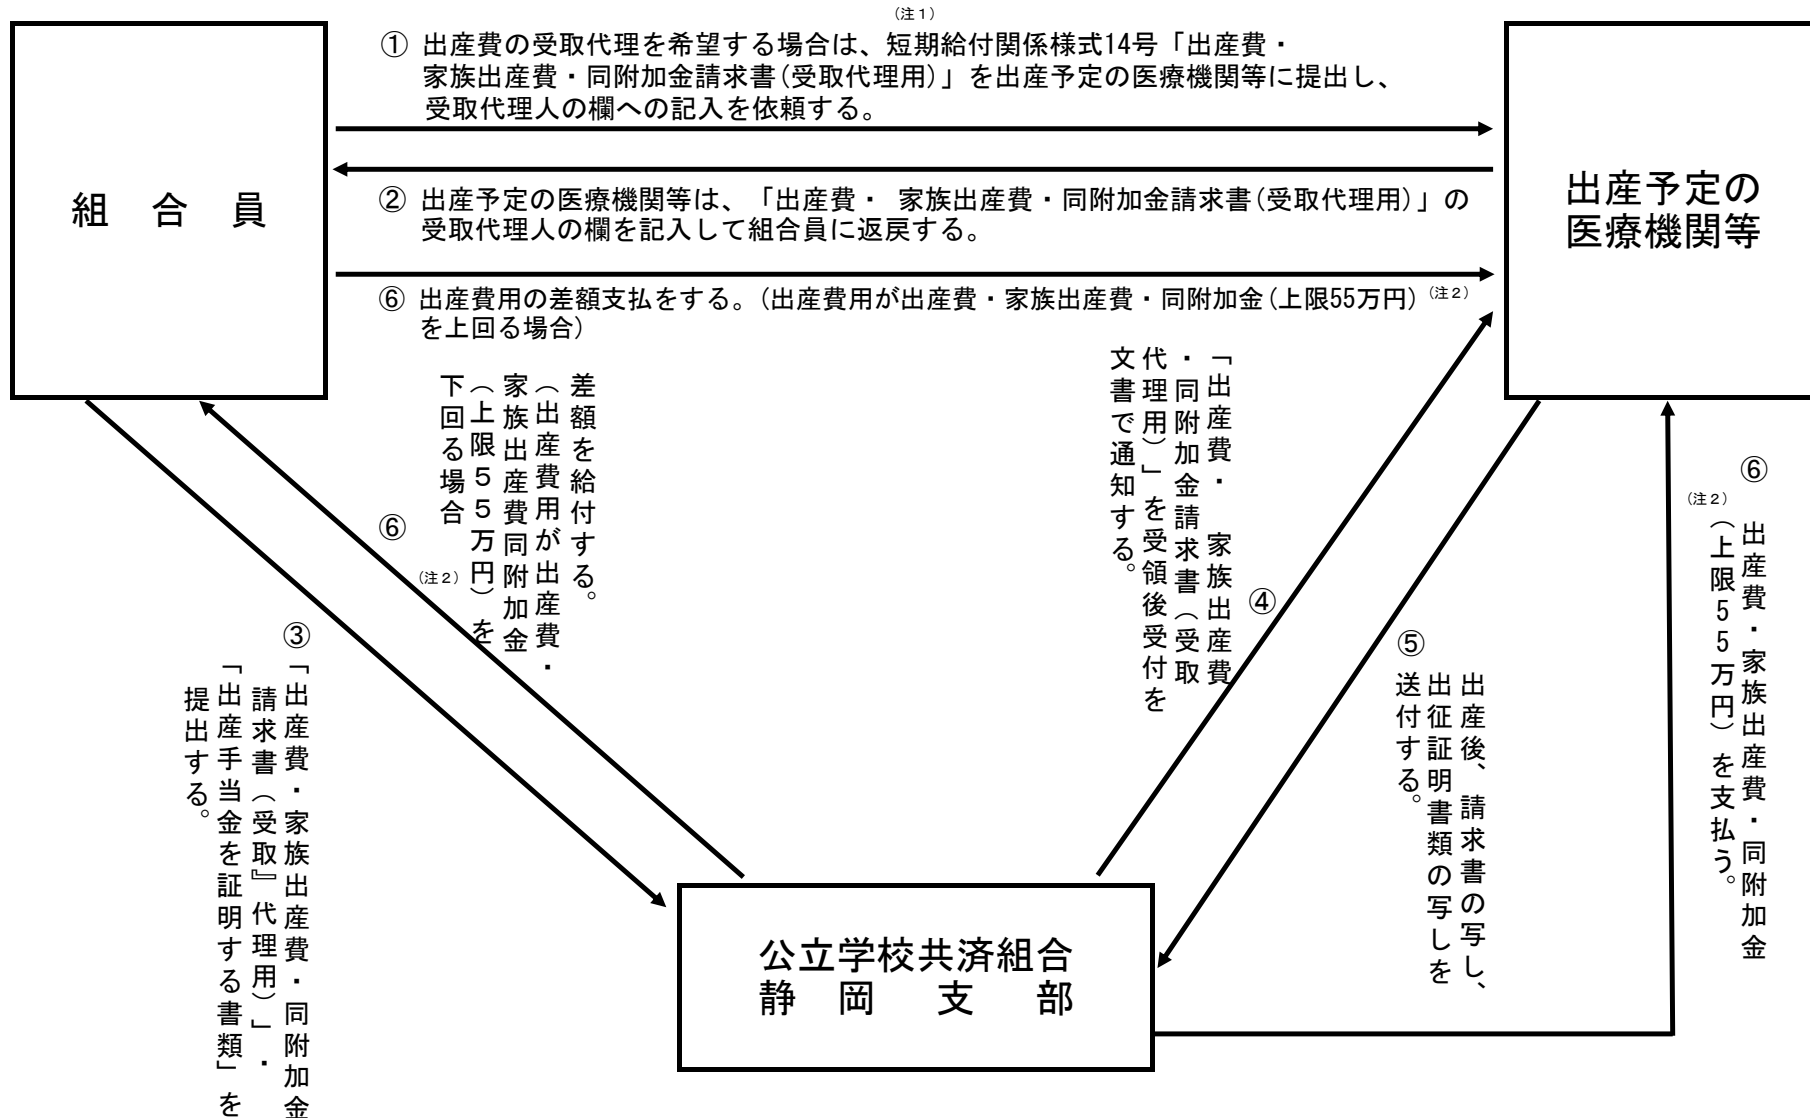 (注1)
① 出産費の受取代理を希望する場合は、短期給付関係様式14号「出産費・
家族出産費・同附加金請求書(受取代理用)」を出産予定の医療機関等に提出し、
受取代理人の欄への記入を依頼する。
組 合 員
出産予定の
医療機関等
② 出産予定の医療機関等は、「出産費・ 家族出産費・同附加金請求書(受取代理用)」の
受取代理人の欄を記入して組合員に返戻する。
⑥ 出産費用の差額支払をする。(出産費用が出産費・家族出産費・同附加金(上限55万円)(注2)
を上回る場合)
⑥
差額を給付する。
(出産費用が出産費・
家族出産費同附加金
(上限55万円)を
(注2)
下回る場合
③
「出産費・家族出産費・同附加金
請求書(受取』代理用)」・
「出産手当金を証明する書類」を
提出する。
④
「出産費・ 家族出産費
・同附加金請求書(受取
代理用)」を受領後受付を
文書で通知する。
⑤
出産後、請求書の写し、
出征証明書類の写しを
送付する。
⑥
出産費・家族出産費・同附加金
(注2)
(上限55万円)を支払う。
公立学校共済組合
静 岡 支 部